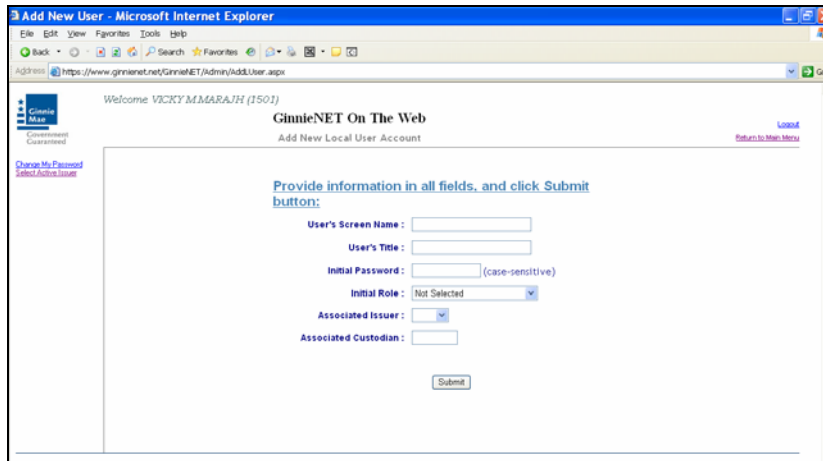 Add New User - Microsoft Internet Explorer
File Edit View Favorites Tools Help
Back Search Favorites
Address https://www.ginnienet.net/GinnieNET/Admin/AddLUser.aspx
Welcome VICKY M MARAJH (1501)
Ginnie Mae
Government Guaranteed
GinnieNET On The Web
Add New Local User Account
Logout
Return to Main Menu
Change My Password
Select Active Issuer
Provide information in all fields, and click Submit
button:
User's Screen Name :
User's Title :
Initial Password : (case-sensitive)
Initial Role : Not Selected
Associated Issuer :
Associated Custodian :
Submit